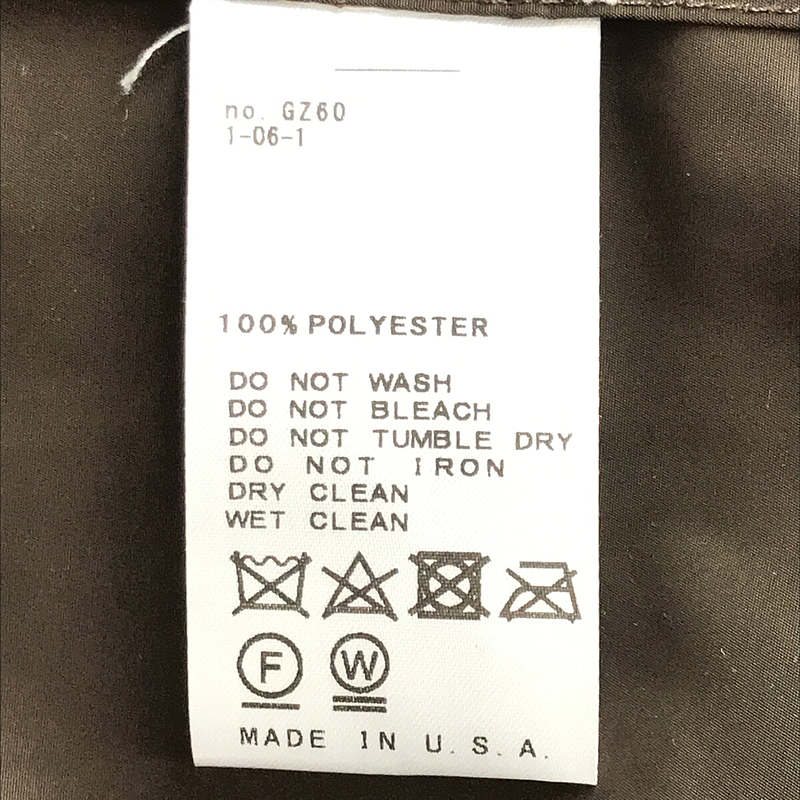 no. GZ60
1-06-1
100% POLYESTER
DO NOT WASH
DO NOT BLEACH
DO NOT TUMBLE DRY
DO NOT IRON
DRY CLEAN
WET CLEAN
F W
MADE IN U.S.A.